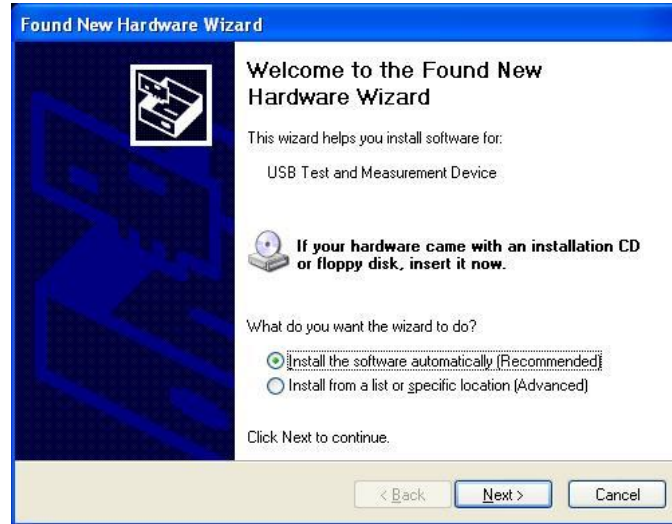 Found New Hardware Wizard
Welcome to the Found New
Hardware Wizard
This wizard helps you install software for:
USB Test and Measurement Device
If your hardware came with an installation CD
or floppy disk, insert it now.
What do you want the wizard to do?
Install the software automatically (Recommended)
Install from a list or specific location (Advanced)
Click Next to continue.
< Back Next > Cancel